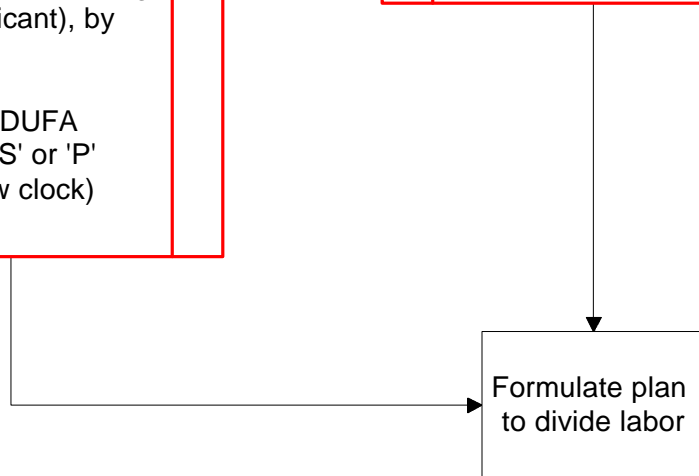 icant), by
DUFA
S' or 'P'
w clock)
Formulate plan
to divide labor